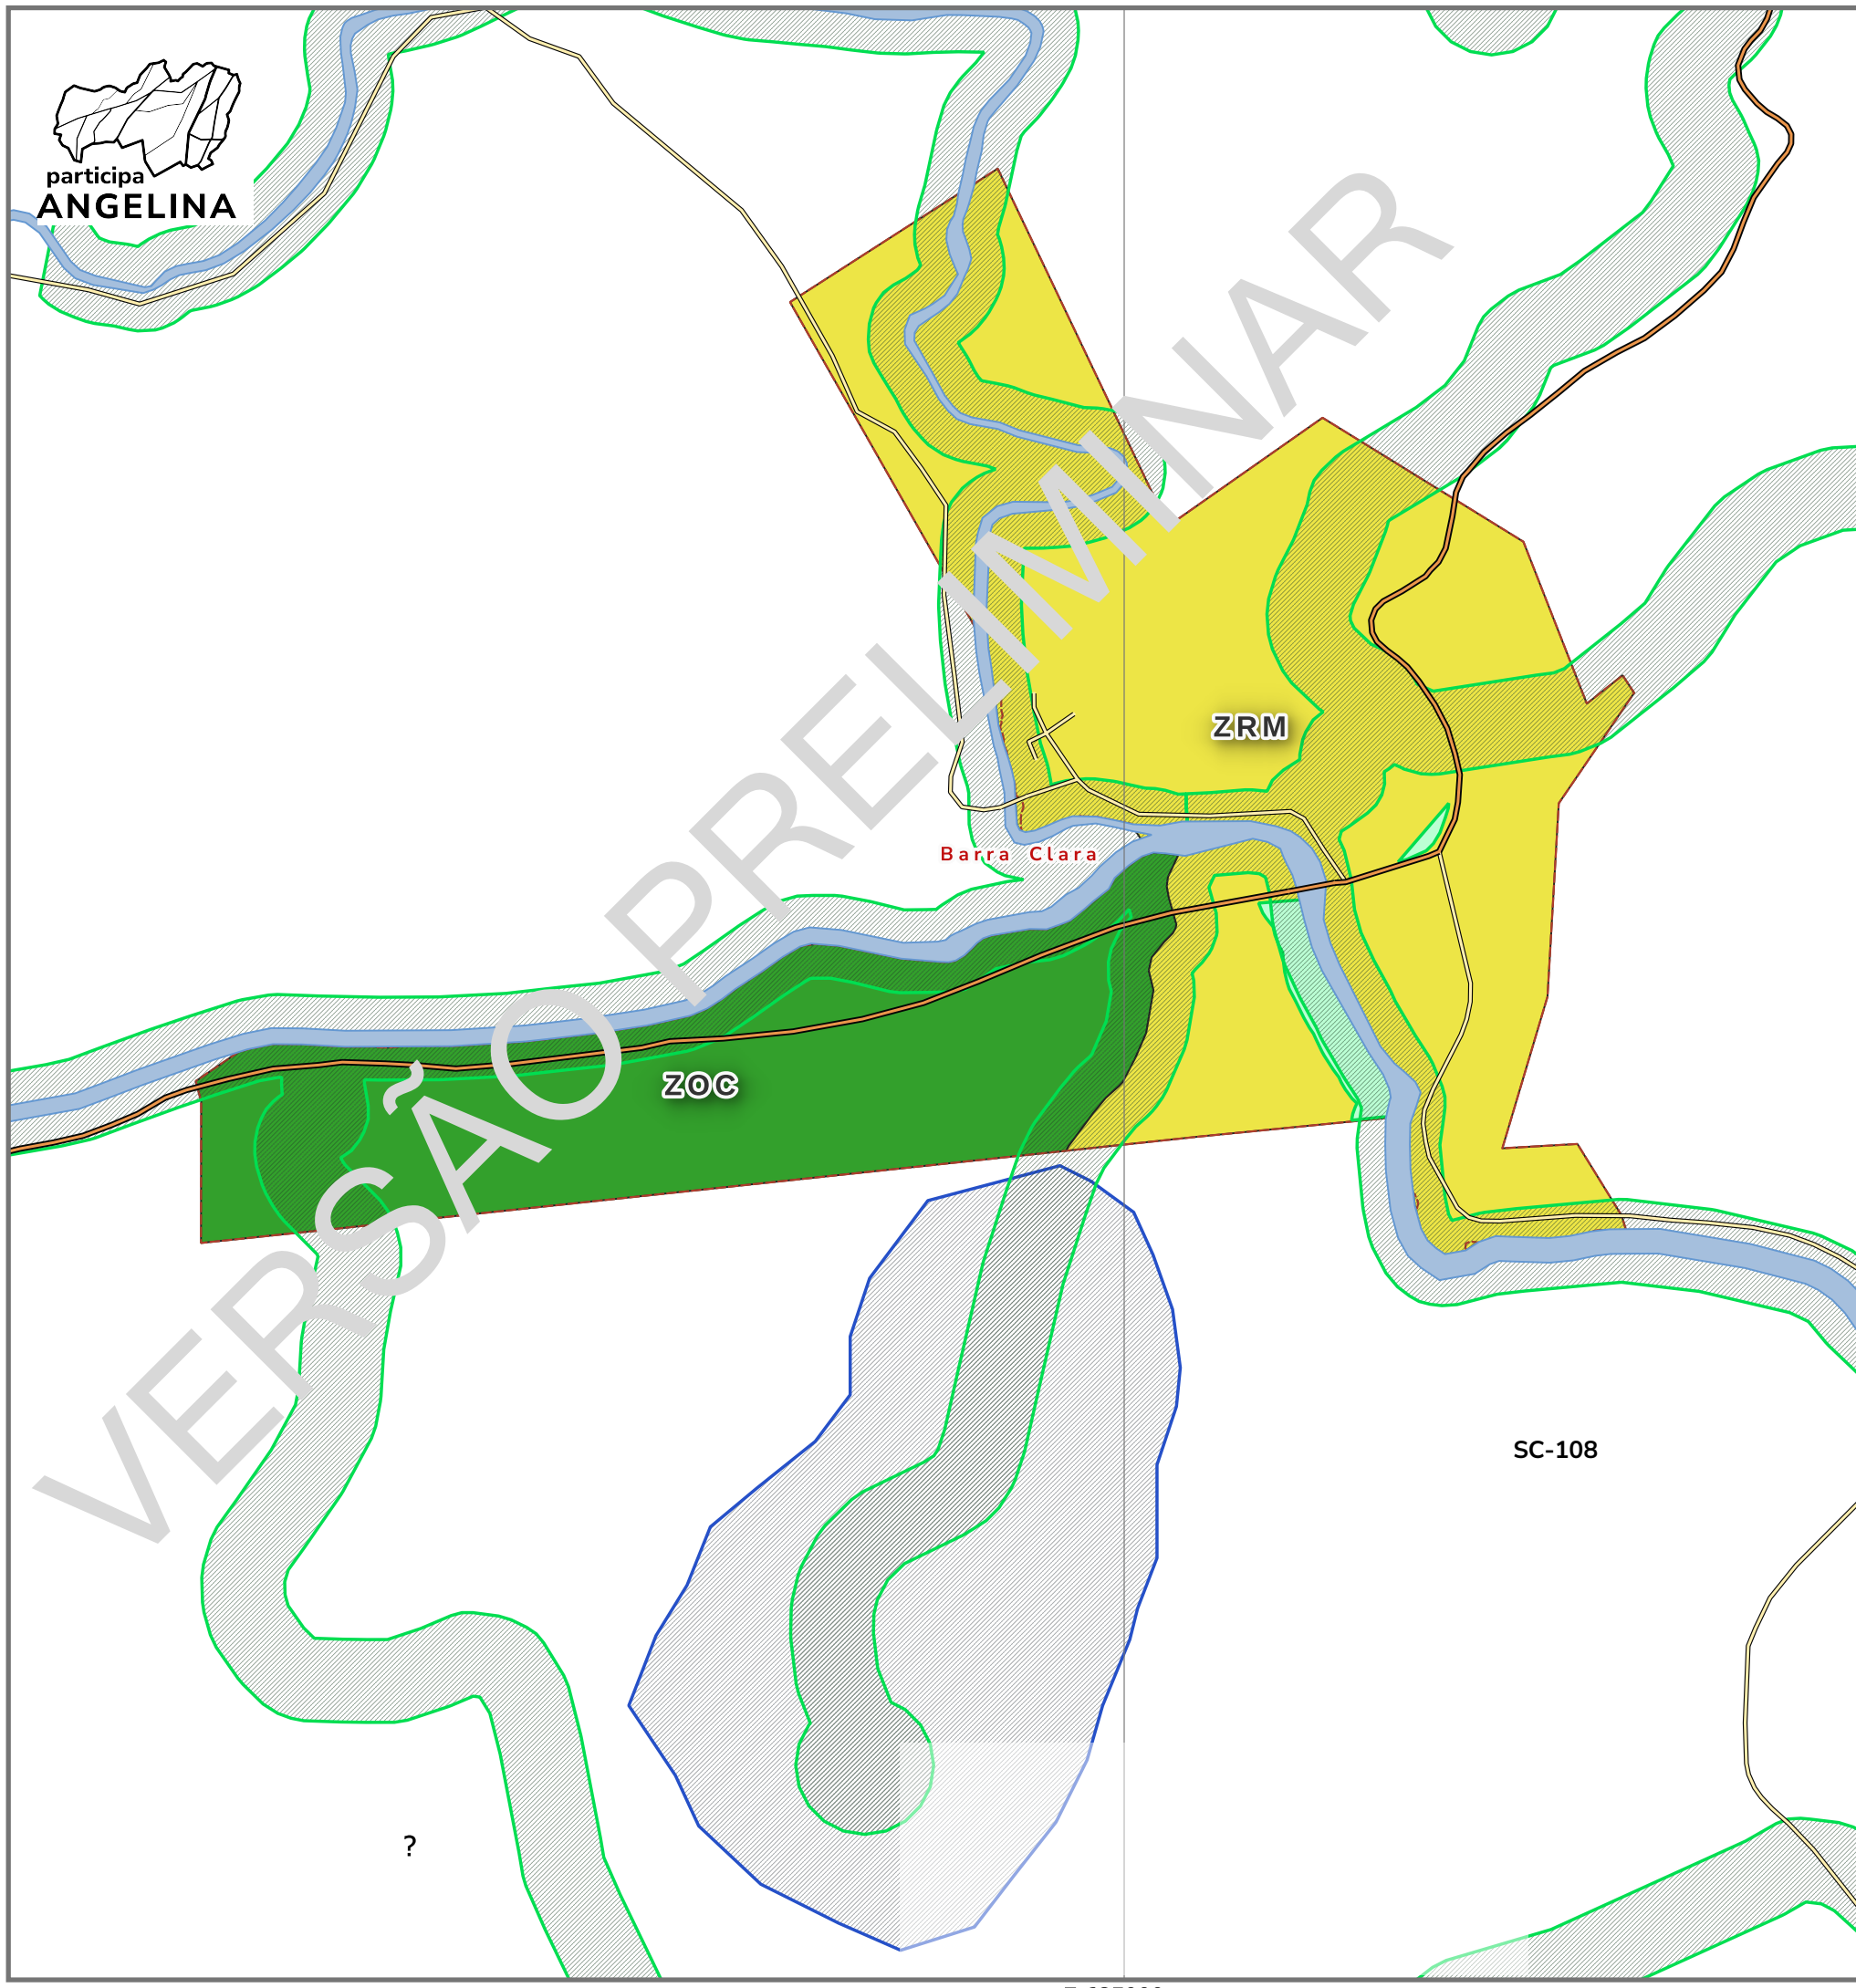 participa
ANGELINA
VERSÃO PRELIMINAR
ZRM
Barra Clara
ZOC
SC-108
?